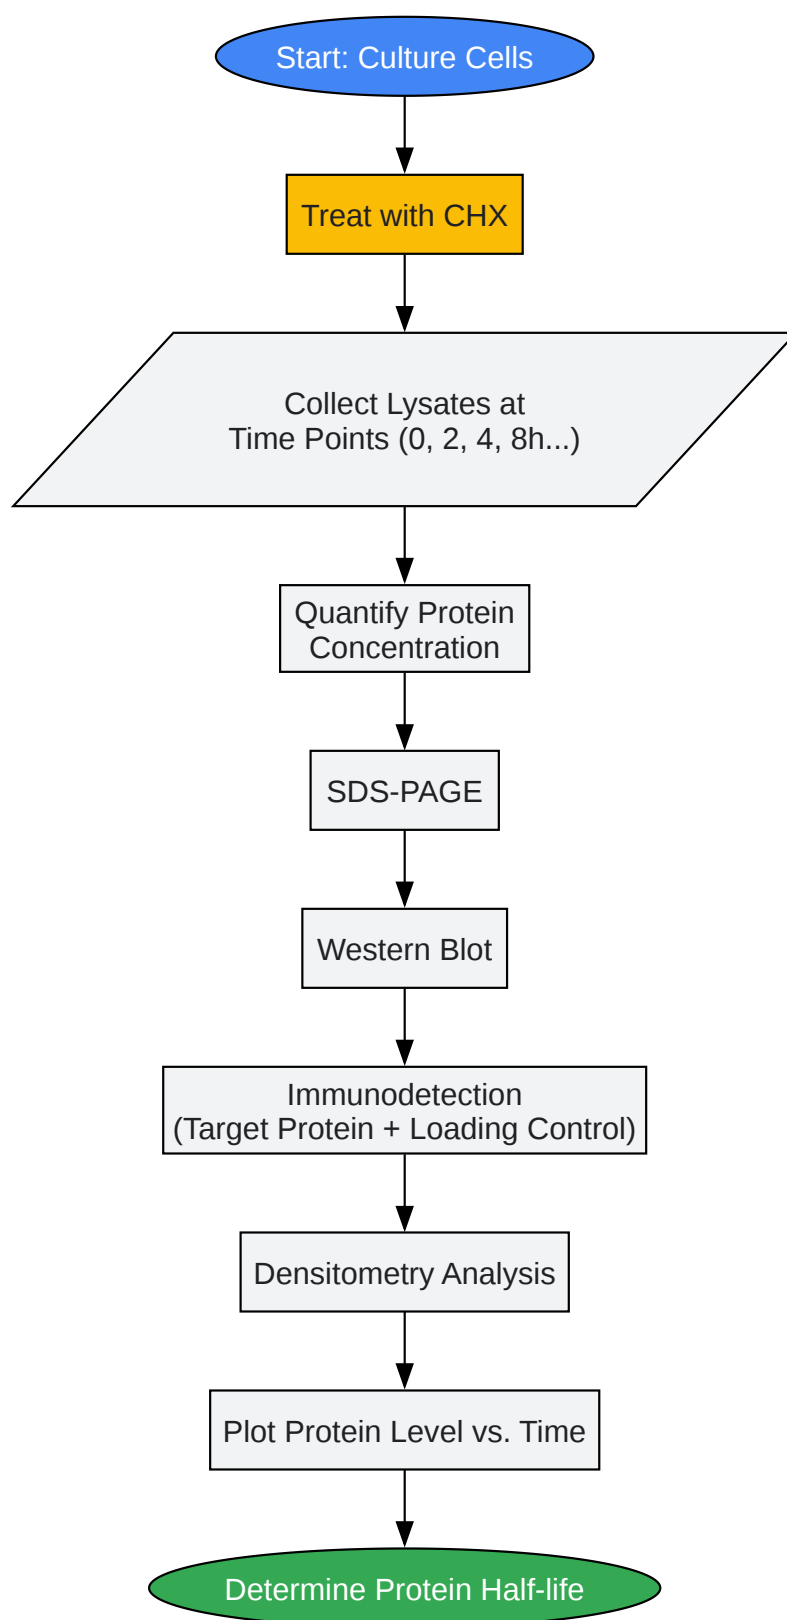 Start: Culture Cells
Treat with CHX
Collect Lysates at
Time Points (0, 2, 4, 8h...)
Quantify Protein
Concentration
SDS-PAGE
Western Blot
Immunodetection
(Target Protein + Loading Control)
Densitometry Analysis
Plot Protein Level vs. Time
Determine Protein Half-life